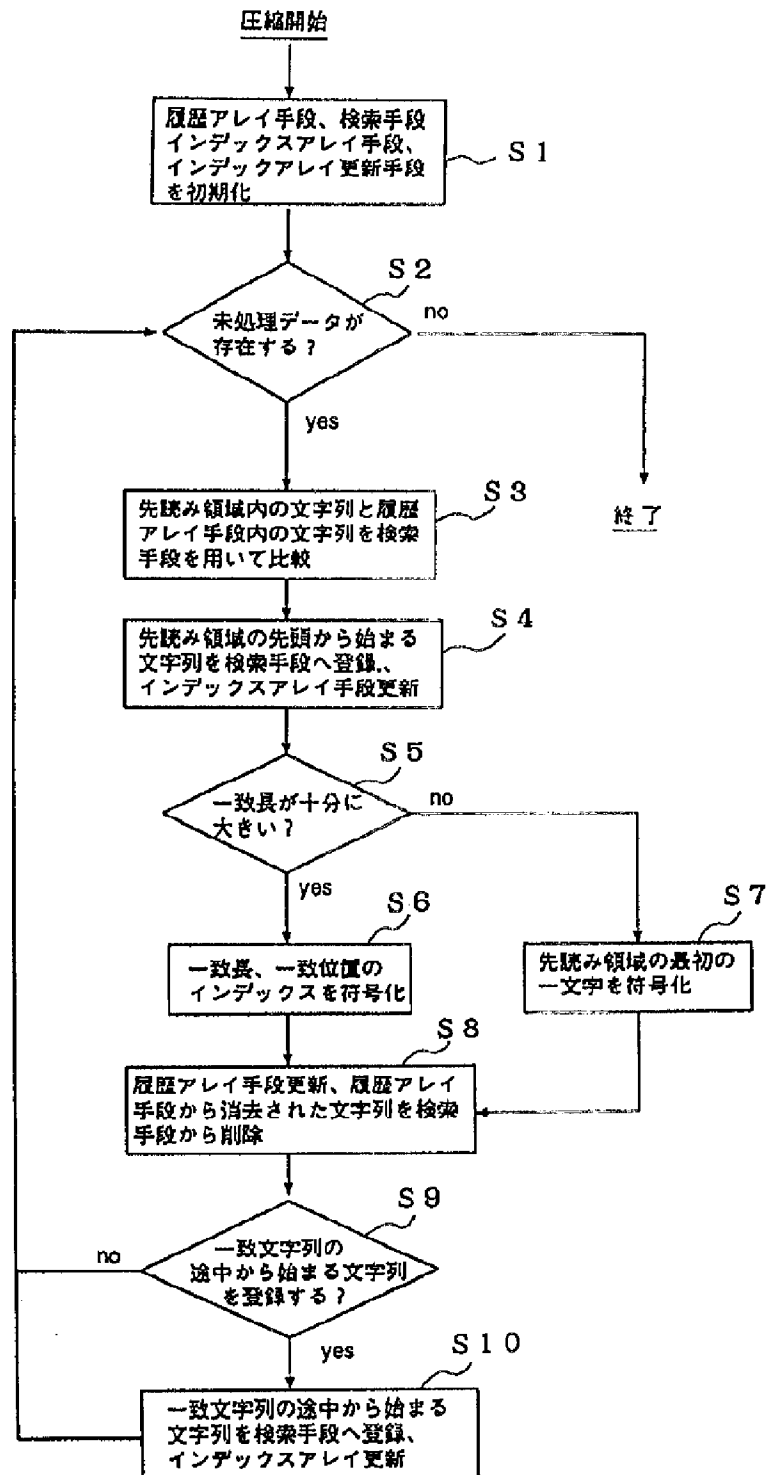 圧縮開始
履歴アレイ手段、検索手段
インデックスアレイ手段、
インデックアレイ更新手段
を初期化
S1
S2
未処理データが
存在する?
no
yes
終了
S3
先読み領域内の文字列と履歴
アレイ手段内の文字列を検索
手段を用いて比較
S4
先読み領域の先頭から始まる
文字列を検索手段へ登録、、
インデックスアレイ手段更新
S5
一致長が十分に
大きい?
no
yes
S6
一致長、一致位置の
インデックスを符号化
S7
先読み領域の最初の
一文字を符号化
S8
履歴アレイ手段更新、履歴アレイ
手段から消去された文字列を検索
手段から削除
S9
一致文字列の
途中から始まる文字列
を登録する?
no
yes
S10
一致文字列の途中から始まる
文字列を検索手段へ登録、
インデックスアレイ更新